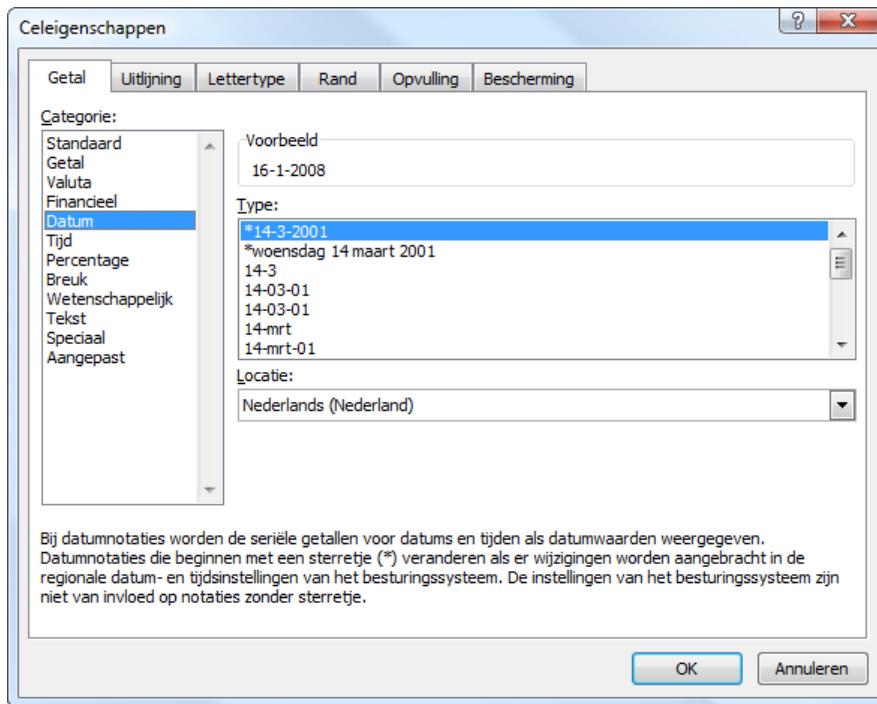 Celeigenschappen
Getal Uitlijning Lettertype Rand Opvulling Bescherming
Categorie:
Standaard
Getal
Valuta
Financieel
Datum
Tijd
Percentage
Breuk
Wetenschappelijk
Tekst
Speciaal
Aangepast
Voorbeeld
16-1-2008
Type:
*14-3-2001
*woensdag 14 maart 2001
14-3
14-03-01
14-03-01
14-mrt
14-mrt-01
Locatie:
Nederlands (Nederland)
Bij datumnotaties worden de seriële getallen voor datums en tijden als datumwaarden weergegeven.
Datumnotaties die beginnen met een sterretje (*) veranderen als er wijzigingen worden aangebracht in de
regionale datum- en tijdsinstellingen van het besturingssysteem. De instellingen van het besturingssysteem zijn
niet van invloed op notaties zonder sterretje.
OK Annuleren